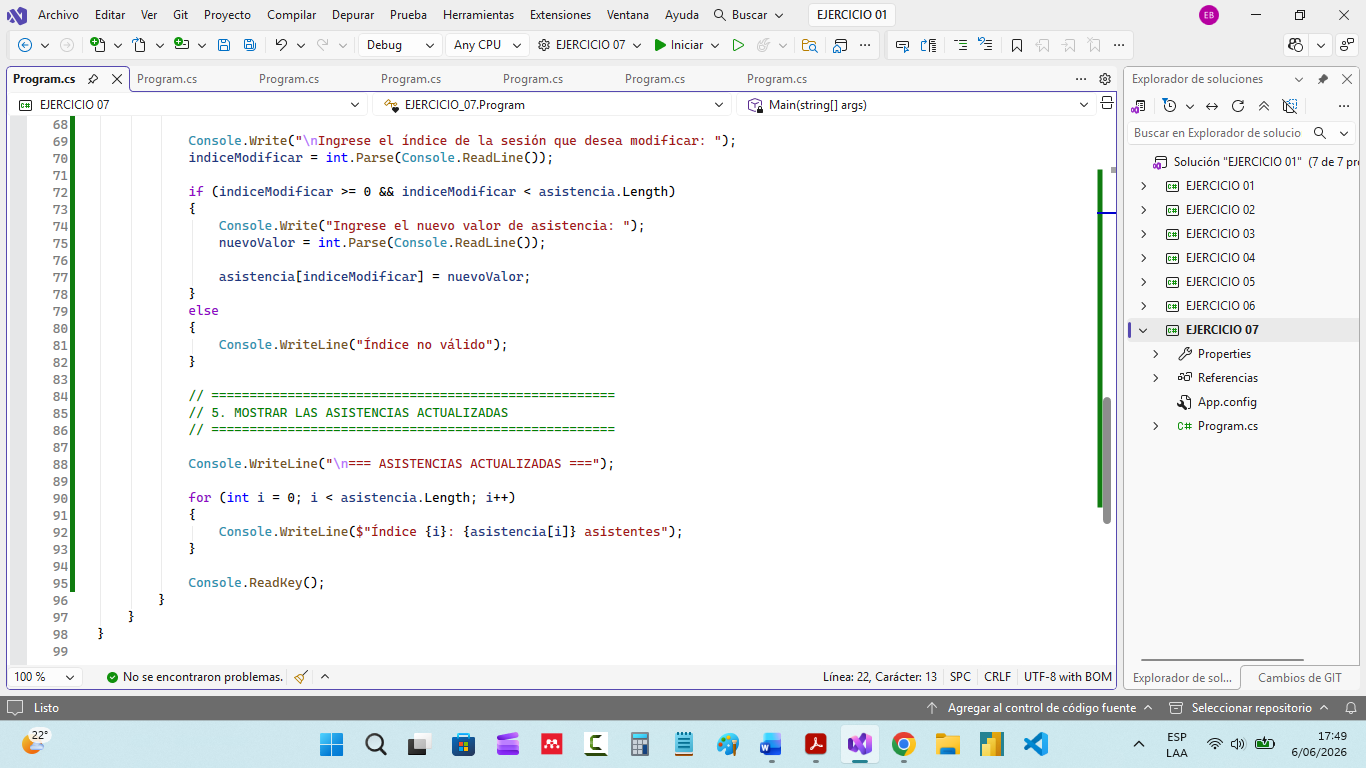 Archivo Editar Ver Git Proyecto Compilar Depurar Prueba Herramientas Extensiones Ventana Ayuda Buscar EJERCICIO 01 EB
Debug Any CPU EJERCICIO 07 Iniciar
Program.cs Program.cs Program.cs Program.cs Program.cs Program.cs Program.cs
EJERCICIO 07 EJERCICIO_07.Program Main(string[] args)
68
69 Console.Write("\nIngrese el índice de la sesión que desea modificar: ");
70 indiceModificar = int.Parse(Console.ReadLine());
71
72 if (indiceModificar >= 0 && indiceModificar < asistencia.Length)
73 {
74 Console.Write("Ingrese el nuevo valor de asistencia: ");
75 nuevoValor = int.Parse(Console.ReadLine());
76
77 asistencia[indiceModificar] = nuevoValor;
78 }
79 else
80 {
81 Console.WriteLine("Índice no válido");
82 }
83
84 // =====================================================
85 // 5. MOSTRAR LAS ASISTENCIAS ACTUALIZADAS
86 // =====================================================
87
88 Console.WriteLine("\n=== ASISTENCIAS ACTUALIZADAS ===");
89
90 for (int i = 0; i < asistencia.Length; i++)
91 {
92 Console.WriteLine($"Índice {i}: {asistencia[i]} asistentes");
93 }
94
95 Console.ReadKey();
96 }
97 }
98 }
99
100 % No se encontraron problemas. Línea: 22, Carácter: 13 SPC CRLF UTF-8 with BOM
Explorador de soluciones
Buscar en Explorador de solucio
Solución "EJERCICIO 01" (7 de 7 pr
C# EJERCICIO 01
C# EJERCICIO 02
C# EJERCICIO 03
C# EJERCICIO 04
C# EJERCICIO 05
C# EJERCICIO 06
C# EJERCICIO 07
Properties
Referencias
App.config
C# Program.cs
Explorador de sol... Cambios de GIT
Listo Agregar al control de código fuente Seleccionar repositorio
22° ESP 17:49
LAA 6/06/2026